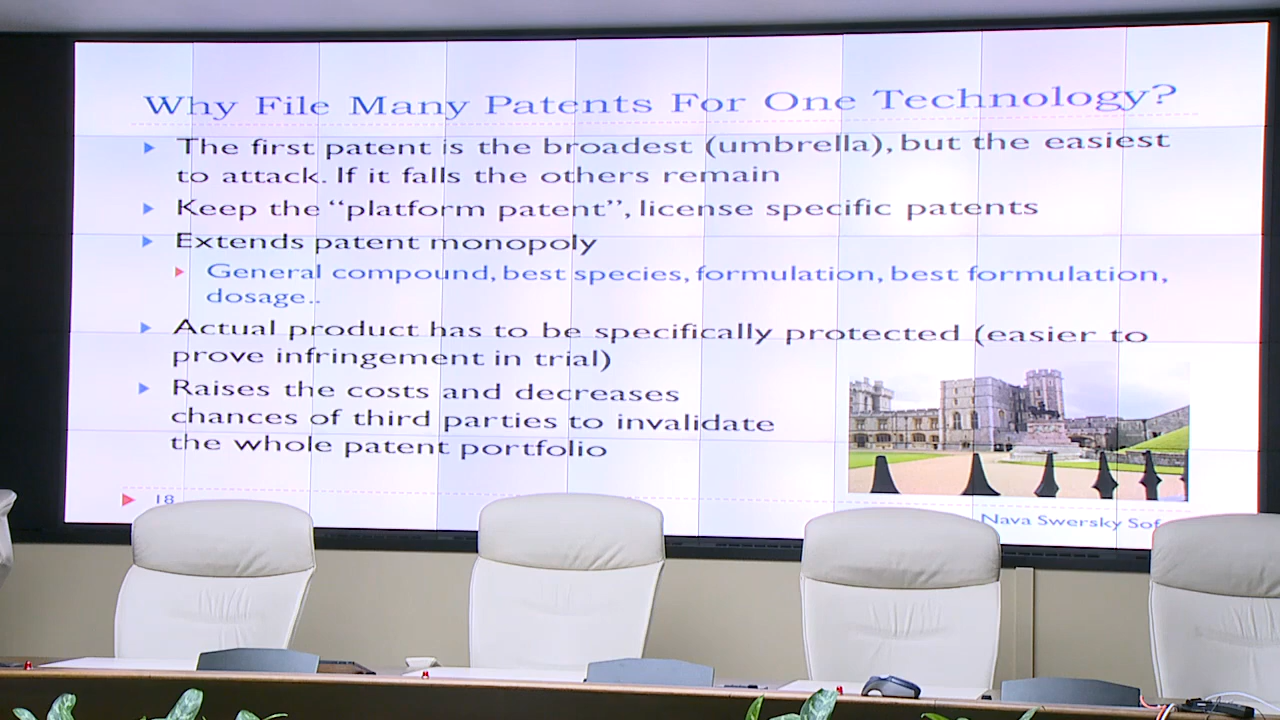 Why File Many Patents For One Technology?
The first patent is the broadest (umbrella), but the easiest
to attack. If it falls the others remain
Keep the “platform patent”, license specific patents
Extends patent monopoly
General compound, best species, formulation, best formulation,
dosage..
Actual product has to be specifically protected (easier to
prove infringement in trial)
Raises the costs and decreases
chances of third parties to invalidate
the whole patent portfolio
18
Nava Swersky